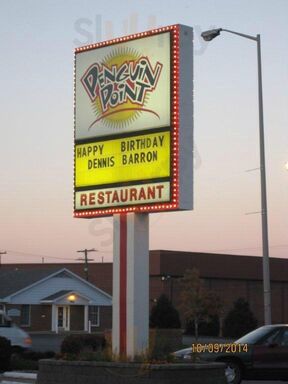 PENGUIN
POINT
HAPPY BIRTHDAY
DENNIS BARRON
RESTAURANT
10/09/2014